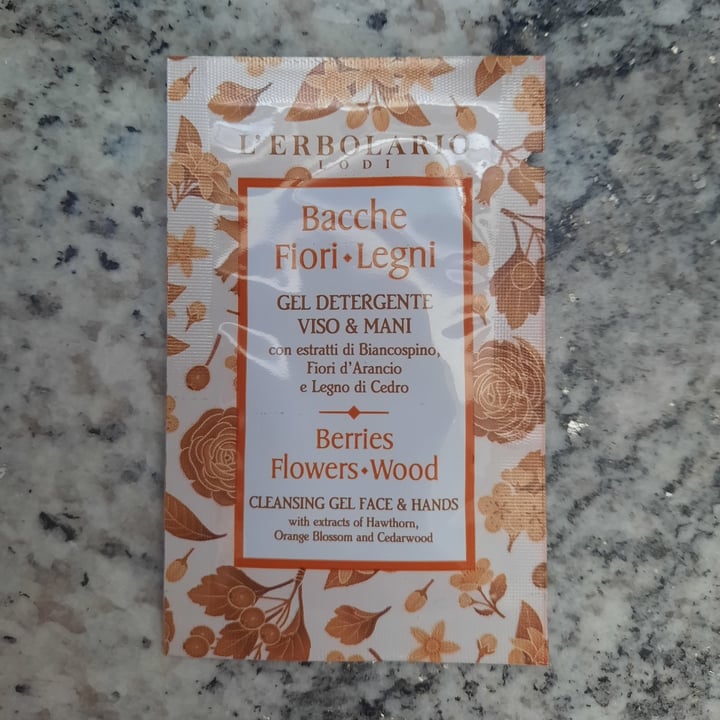 L'ERBOLARIO
LODI
Bacche
Fiori⬩Legni
GEL DETERGENTE
VISO & MANI
con estratti di Biancospino,
Fiori d'Arancio
e Legno di Cedro
Berries
Flowers⬩Wood
CLEANSING GEL FACE & HANDS
with extracts of Hawthorn,
Orange Blossom and Cedarwood